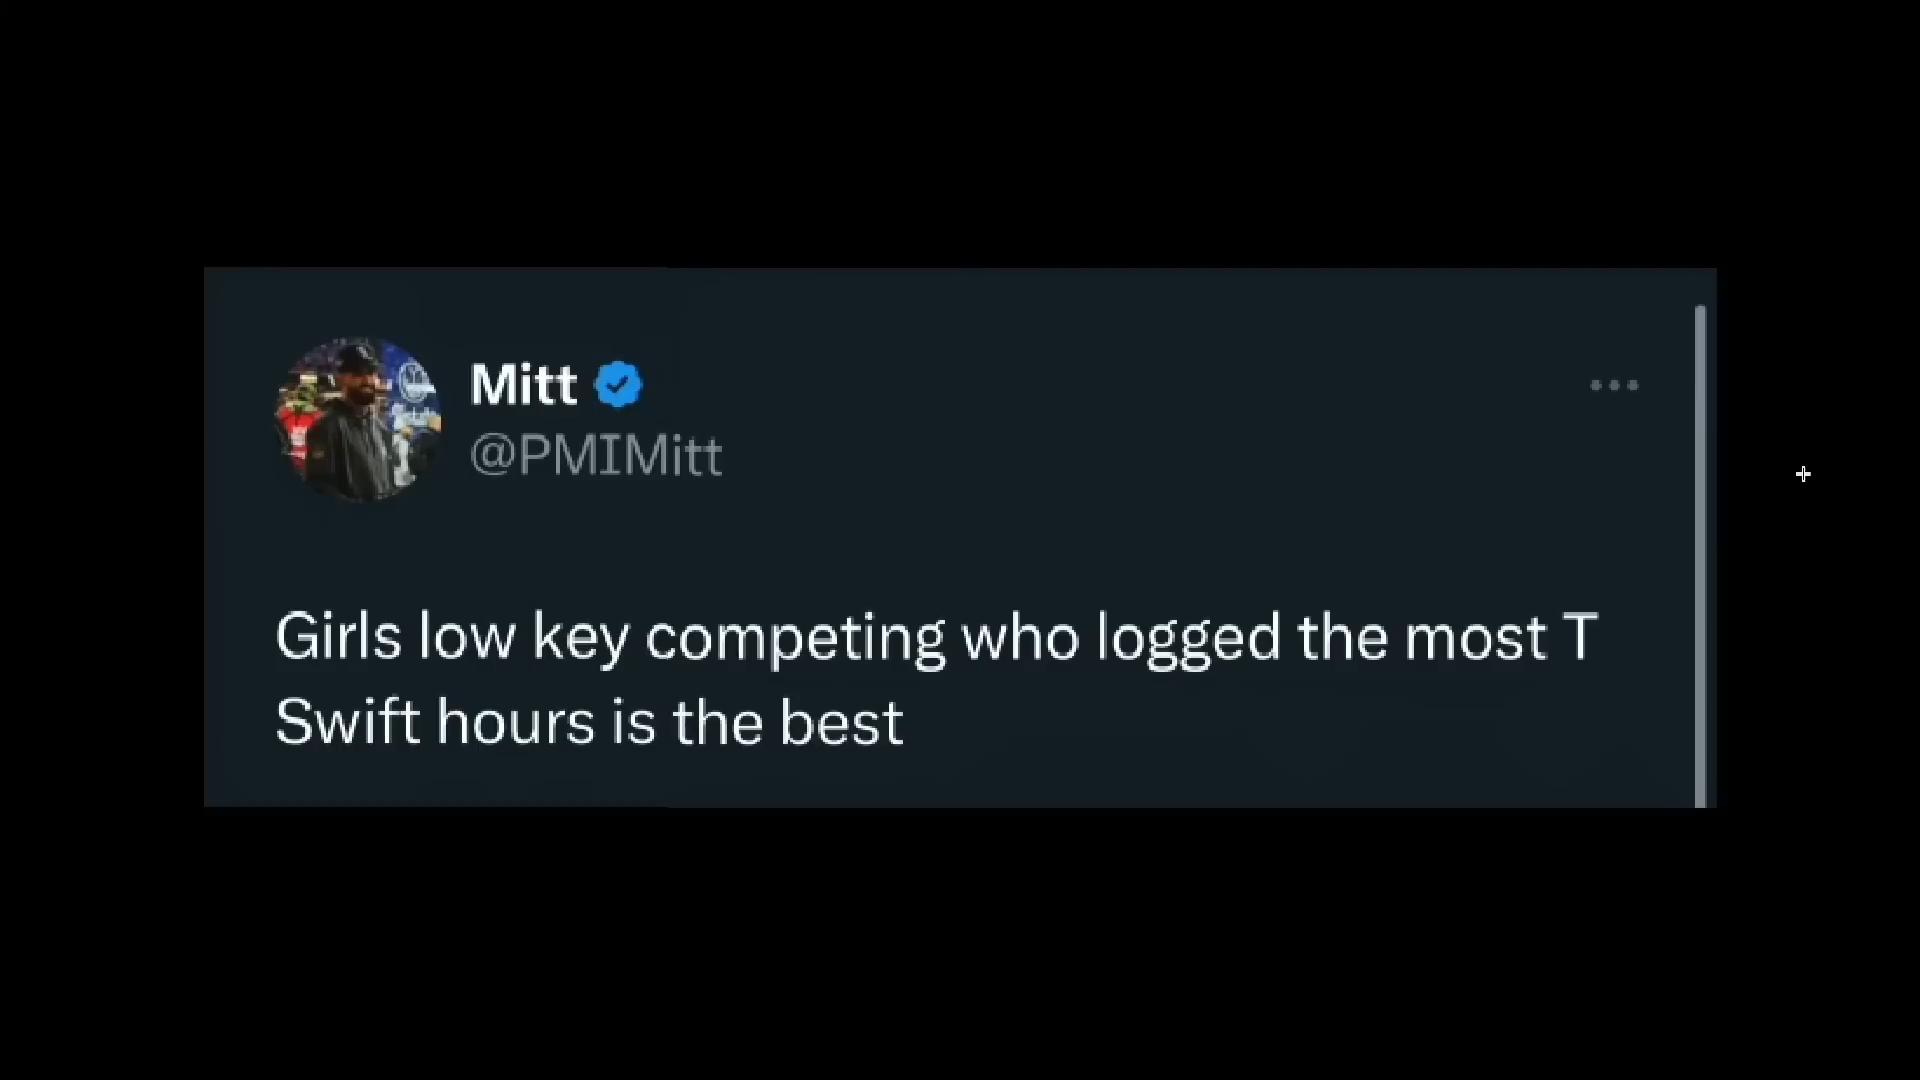 Mitt
@PMIMitt
Girls low key competing who logged the most T
Swift hours is the best